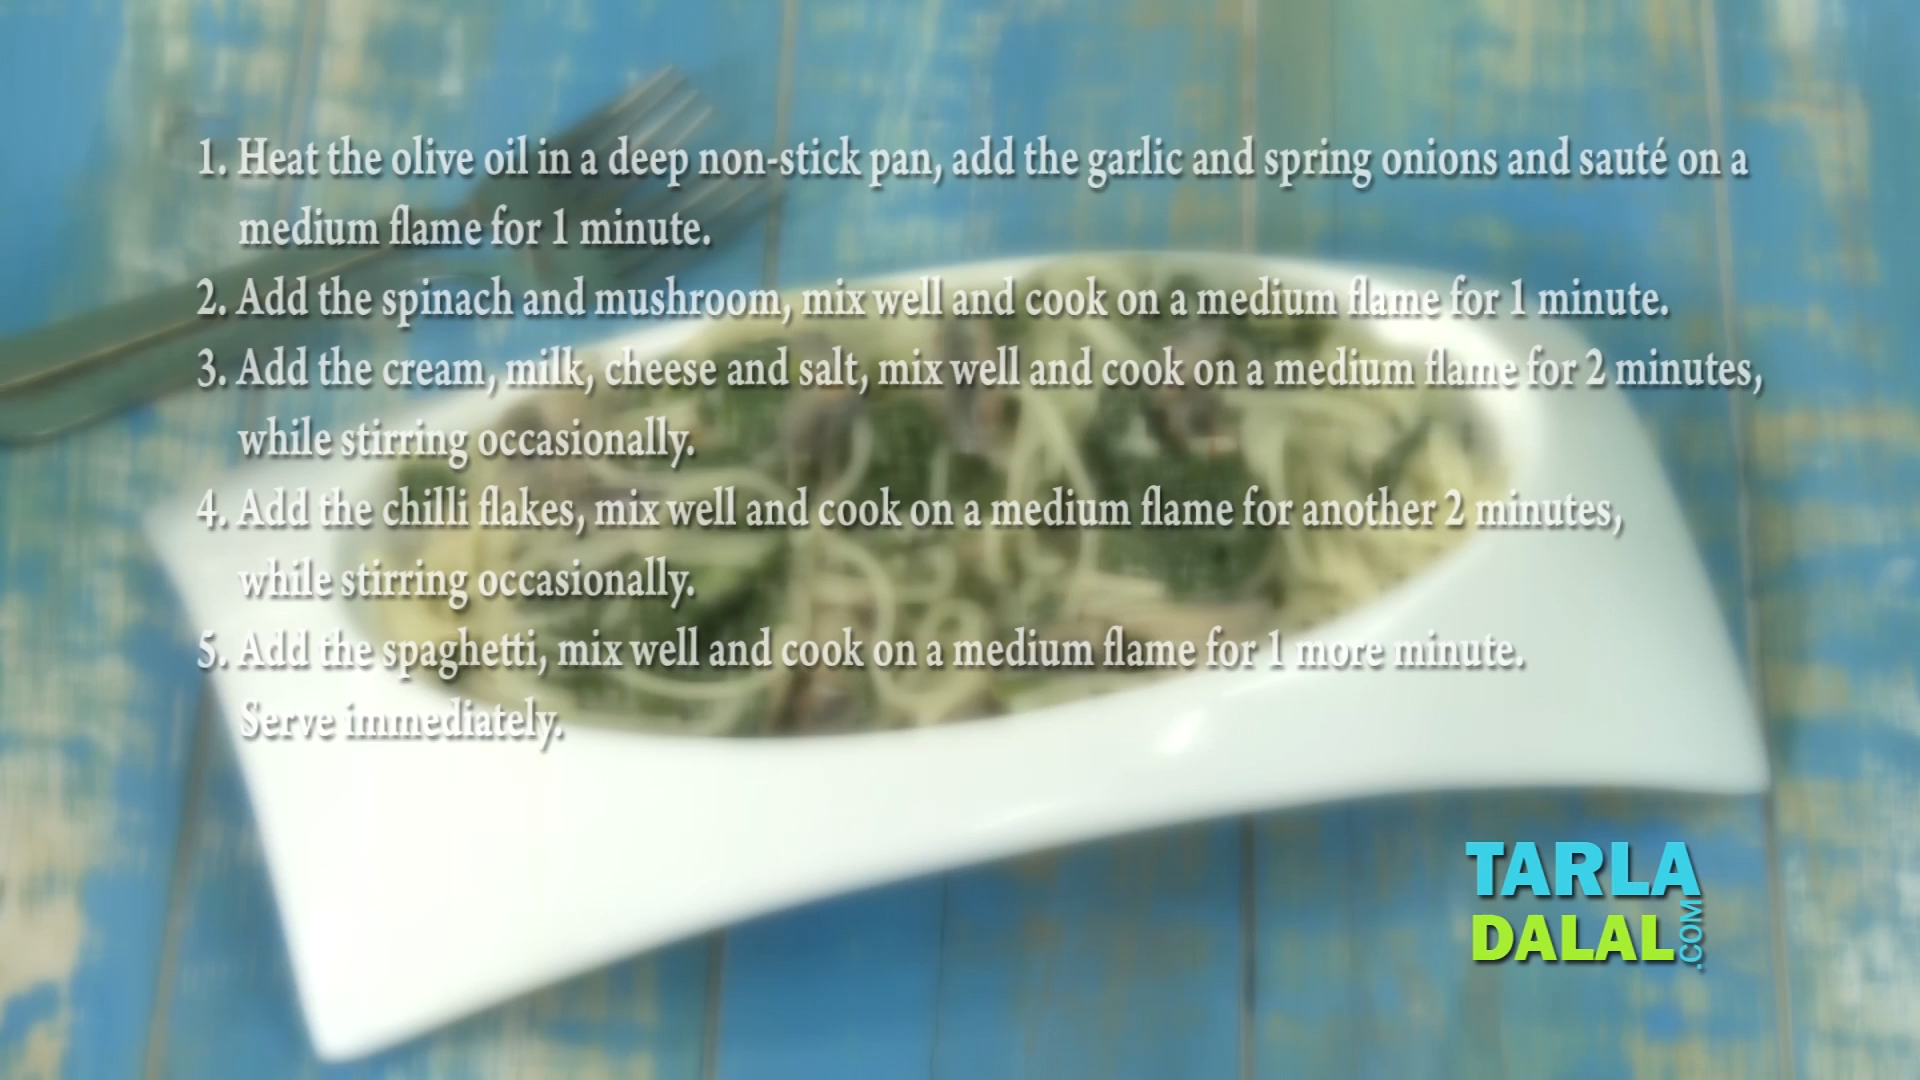 1. Heat the olive oil in a deep non-stick pan, add the garlic and spring onions and sauté on a
medium flame for 1 minute.
2. Add the spinach and mushroom, mix well and cook on a medium flame for 1 minute.
3. Add the cream, milk, cheese and salt, mix well and cook on a medium flame for 2 minutes,
while stirring occasionally.
4. Add the chilli flakes, mix well and cook on a medium flame for another 2 minutes,
while stirring occasionally.
5. Add the spaghetti, mix well and cook on a medium flame for 1 more minute.
Serve immediately.
TARLA
DALAL
.COM